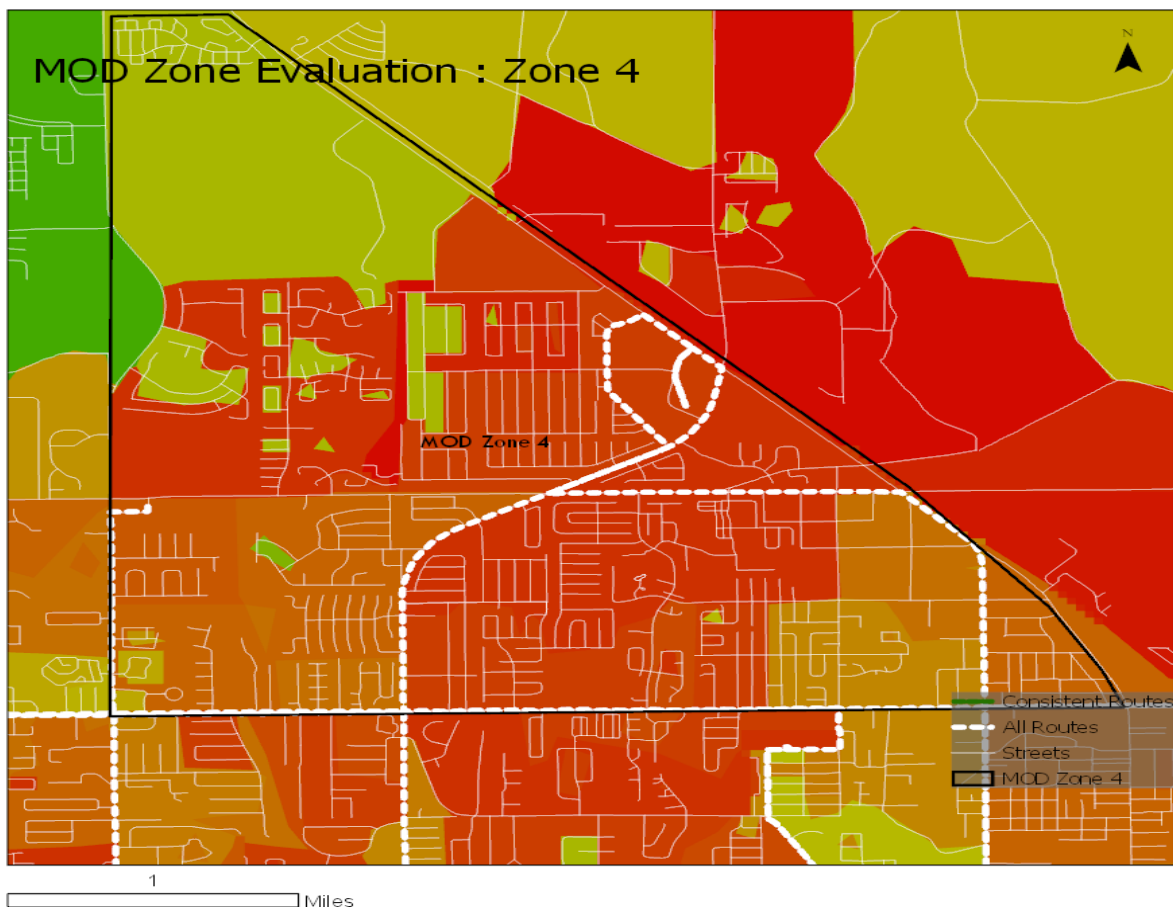 N
MOD Zone Evaluation : Zone 4
MOD Zone 4
Consistent Routes
All Routes
Streets
MOD Zone 4
1
Miles